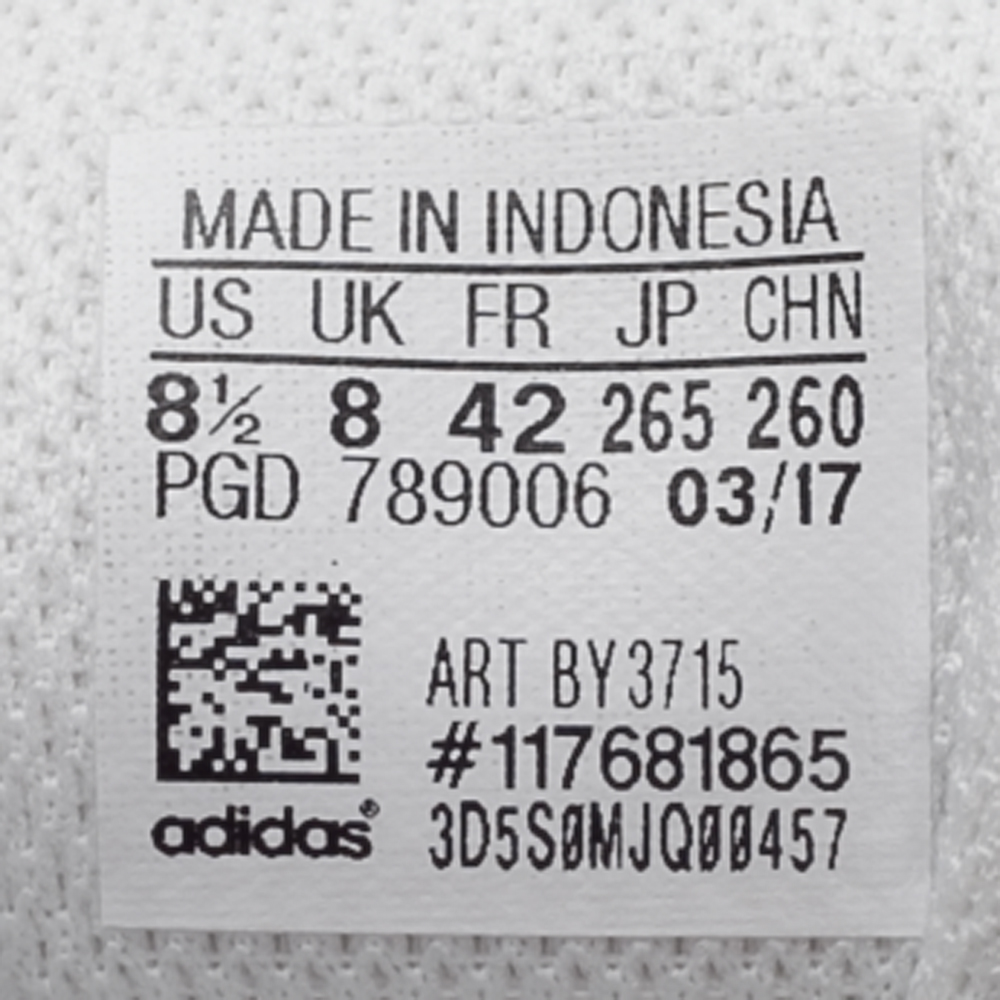 MADE IN INDONESIA
US UK FR JP CHN
8½ 8 42 265 260
PGD 789006 03/17
ART BY3715
#117681865
adidas® 3D5S0MJQ00457